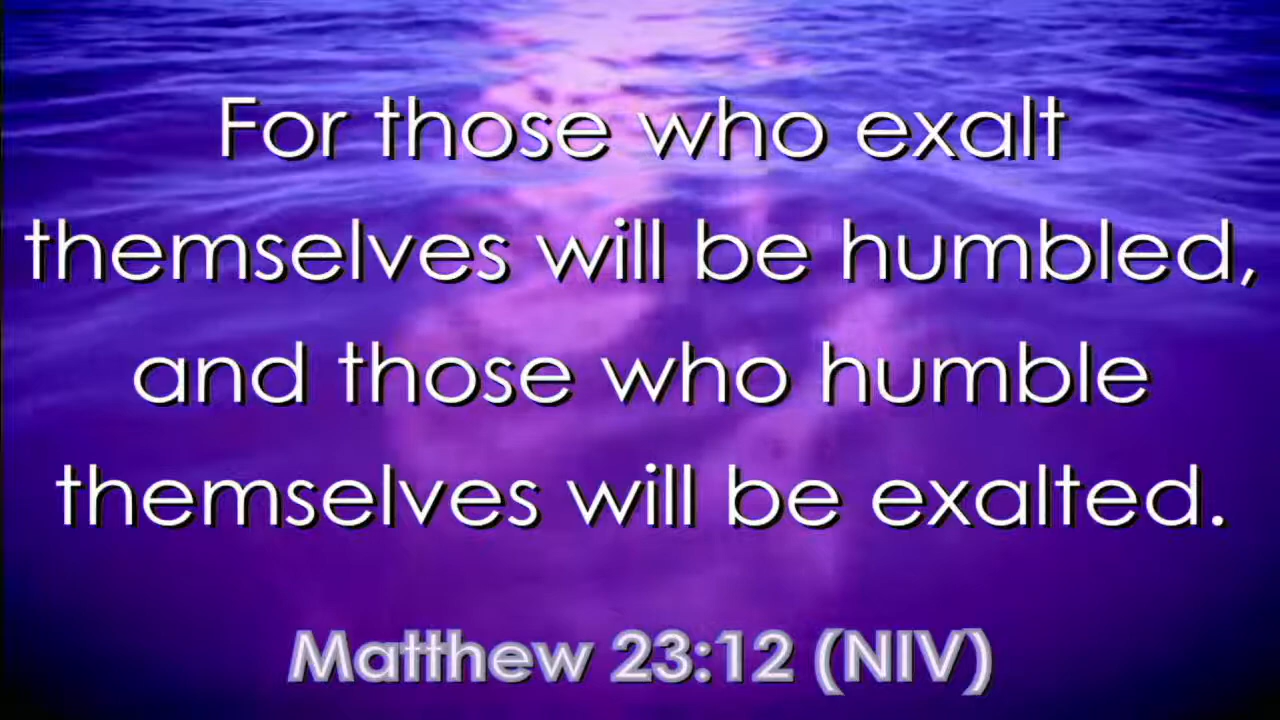 For those who exalt
themselves will be humbled,
and those who humble
themselves will be exalted.
Matthew 23:12 (NIV)